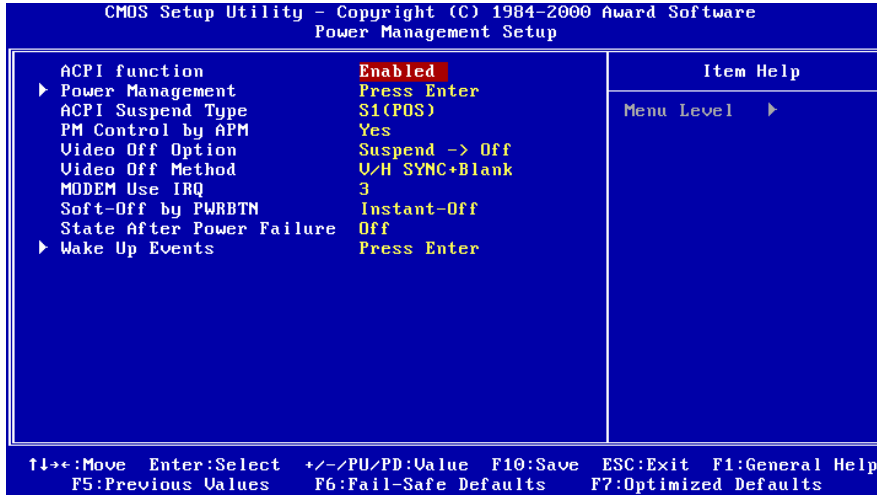 CMOS Setup Utility - Copyright (C) 1984-2000 Award Software
Power Management Setup
ACPI function Enabled
▶ Power Management Press Enter
ACPI Suspend Type S1(POS)
PM Control by APM Yes
Video Off Option Suspend -> Off
Video Off Method V/H SYNC+Blank
MODEM Use IRQ 3
Soft-Off by PWRBTN Instant-Off
State After Power Failure Off
▶ Wake Up Events Press Enter
Item Help
Menu Level ▶
↑↓→←:Move Enter:Select +/-/PU/PD:Value F10:Save ESC:Exit F1:General Help
F5:Previous Values F6:Fail-Safe Defaults F7:Optimized Defaults